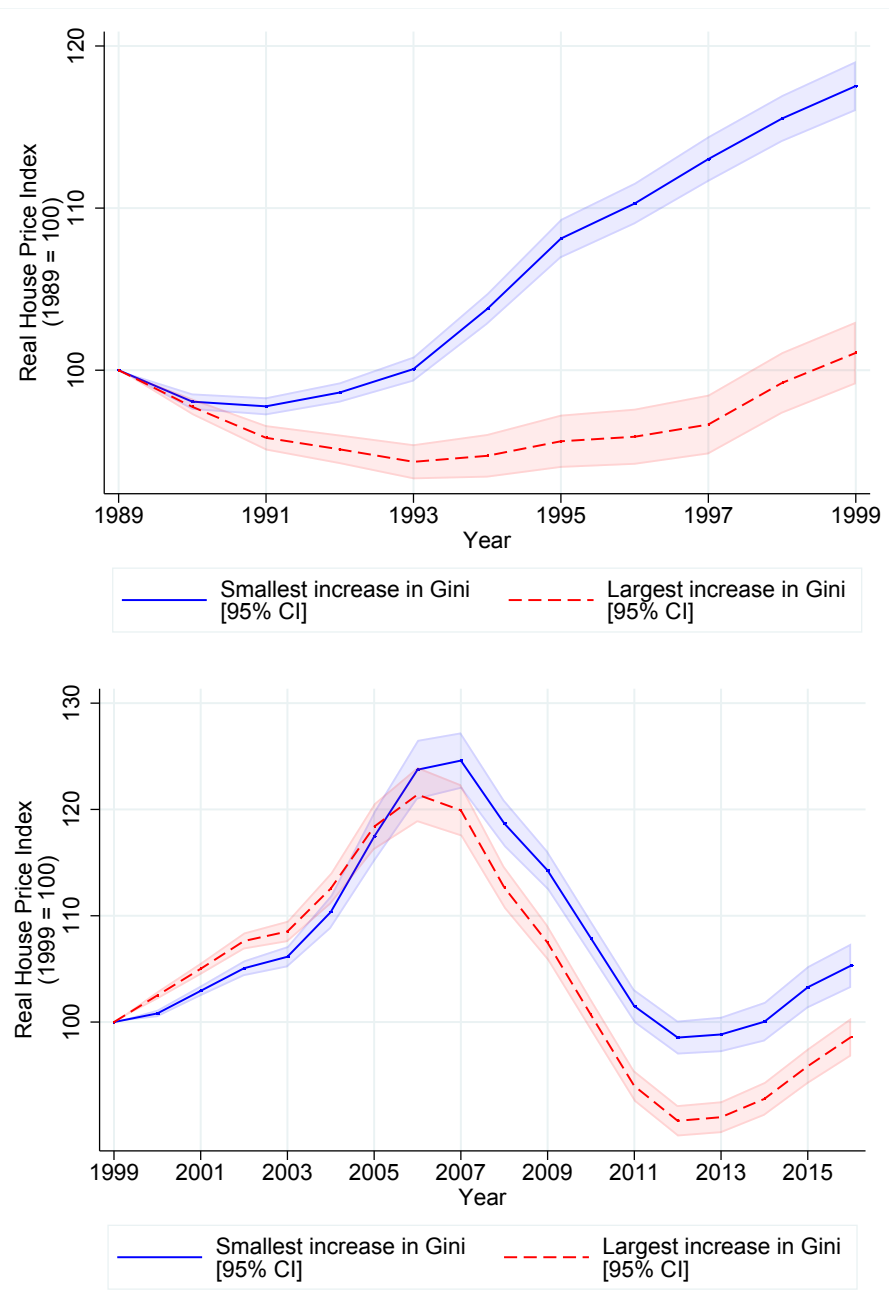 120
110
100
Real House Price Index
(1989 = 100)
1989 1991 1993 1995 1997 1999
Year
Smallest increase in Gini
[95% CI]
Largest increase in Gini
[95% CI]
130
120
110
100
Real House Price Index
(1999 = 100)
1999 2001 2003 2005 2007 2009 2011 2013 2015
Year
Smallest increase in Gini
[95% CI]
Largest increase in Gini
[95% CI]